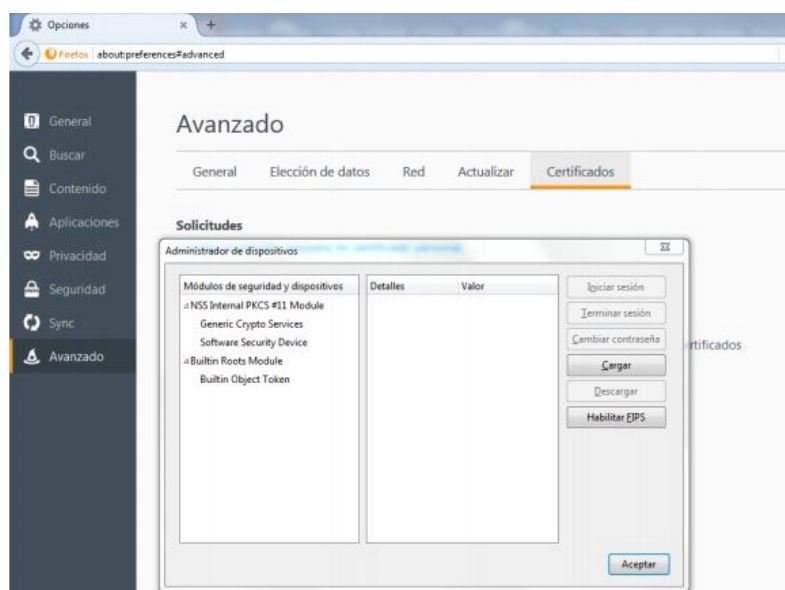 Opciones
Firefox about:preferences#advanced
General
Buscar
Contenido
Aplicaciones
Privacidad
Seguridad
Sync
Avanzado
Avanzado
General Elección de datos Red Actualizar Certificados
Solicitudes
Administrador de dispositivos
Módulos de seguridad y dispositivos
NSS Internal PKCS #11 Module
Generic Crypto Services
Software Security Device
Builtin Roots Module
Builtin Object Token
Detalles Valor
Iniciar sesión
Terminar sesión
Cambiar contraseña
Cargar
Descargar
Habilitar FIPS
Aceptar
rtificados